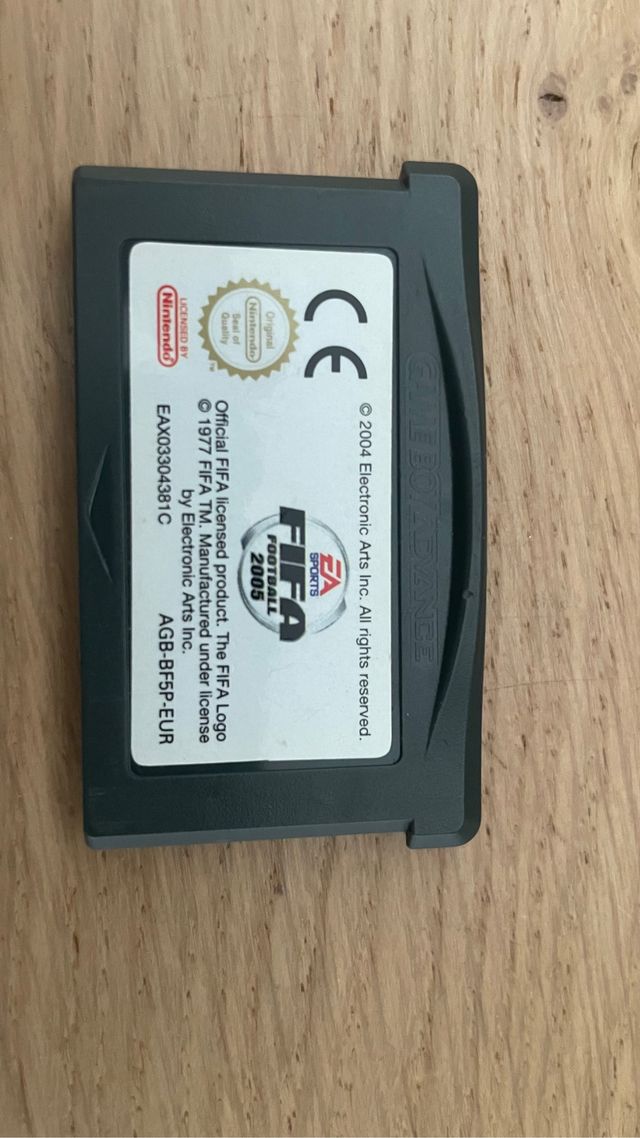 GAME BOY ADVANCE
© 2004 Electronic Arts Inc. All rights reserved.
CE
EA
SPORTS
FIFA
FOOTBALL
2005
Original
Nintendo
Seal of
Quality
TM
Official FIFA licensed product. The FIFA Logo
© 1977 FIFA TM. Manufactured under license
by Electronic Arts Inc.
LICENSED BY
Nintendo
EAX03304381C
AGB-BF5P-EUR